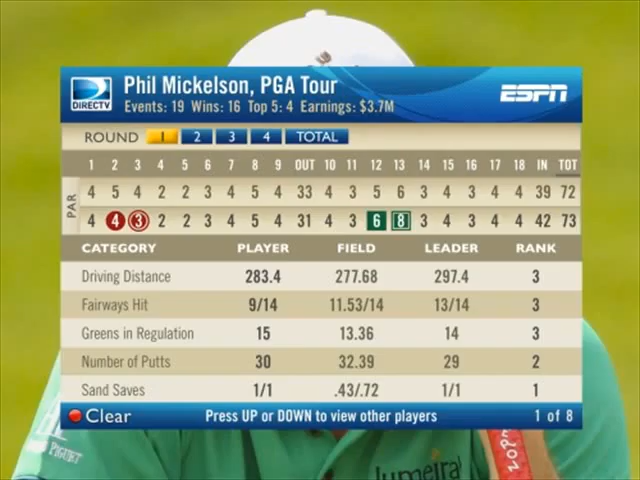 DIRECTV
Phil Mickelson, PGA Tour
Events: 19 Wins: 16 Top 5: 4 Earnings: $3.7M
ESPN
ROUND 1 2 3 4 TOTAL
1 2 3 4 5 6 7 8 9 OUT 10 11 12 13 14 15 16 17 18 IN TOT
PAR
4 5 4 2 2 3 4 5 4 33 4 3 5 6 3 4 3 4 4 39 72
4 4 3 2 2 3 4 5 4 31 4 3 6 8 3 4 3 4 4 42 73
CATEGORY PLAYER FIELD LEADER RANK
Driving Distance 283.4 277.68 297.4 3
Fairways Hit 9/14 11.53/14 13/14 3
Greens in Regulation 15 13.36 14 3
Number of Putts 30 32.39 29 2
Sand Saves 1/1 .43/.72 1/1 1
Clear Press UP or DOWN to view other players 1 of 8
PIGUET